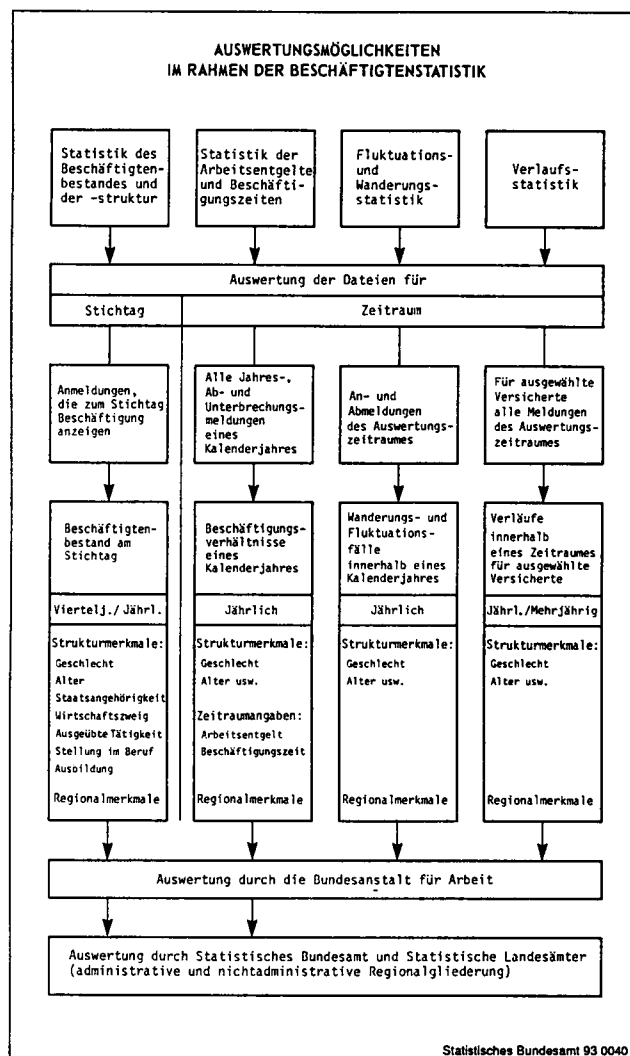 AUSWERTUNGSMÖGLICHKEITEN
IM RAHMEN DER BESCHÄFTIGTENSTATISTIK
Statistik des
Beschäftigten-
bestandes und
der -struktur
Statistik der
Arbeitsentgelte
und Beschäfti-
gungszeiten
Fluktuations-
und
Wanderungs-
statistik
Verlaufs-
statistik
Auswertung der Dateien für
Stichtag
Zeitraum
Anmeldungen,
die zum Stichtag
Beschäftigung
anzeigen
Alle Jahres-,
Ab- und
Unterbrechungs-
meldungen
eines
Kalenderjahres
An- und
Abmeldungen
des Auswertungs-
zeitraumes
Für ausgewählte
Versicherte
alle Meldungen
des Auswertungs-
zeitraumes
Beschäftigten-
bestand am
Stichtag
Beschäftigungs-
verhältnisse
eines
Kalenderjahres
Wanderungs- und
Fluktuations-
fälle
innerhalb eines
Kalenderjahres
Verläufe
innerhalb
eines Zeitraumes
für ausgewählte
Versicherte
Viertelj./Jährl.
Jährlich
Jährlich
Jährl./Mehrjährig
Strukturmerkmale:
Geschlecht
Alter
Staatsangehörigkeit
Wirtschaftszweig
Ausgeübte Tätigkeit
Stellung im Beruf
Ausbildung
Regionalmerkmale
Strukturmerkmale:
Geschlecht
Alter usw.
Zeitraumangaben:
Arbeitsentgelt
Beschäftigungszeit
Regionalmerkmale
Strukturmerkmale:
Geschlecht
Alter usw.
Regionalmerkmale
Strukturmerkmale:
Geschlecht
Alter usw.
Regionalmerkmale
Auswertung durch die Bundesanstalt für Arbeit
Auswertung durch Statistisches Bundesamt und Statistische Landesämter
(administrative und nichtadministrative Regionalgliederung)
Statistisches Bundesamt 93 0040